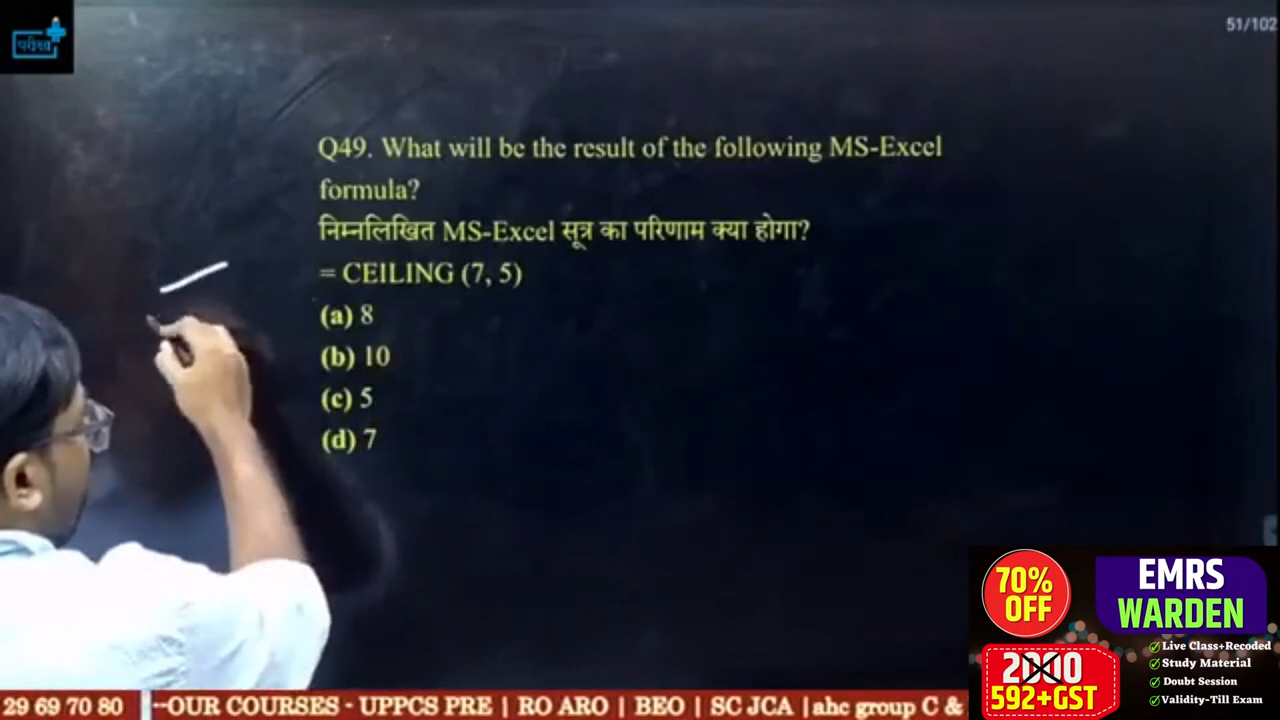 परीक्षा
51/102
Q49. What will be the result of the following MS-Excel
formula?
निम्नलिखित MS-Excel सूत्र का परिणाम क्या होगा?
= CEILING (7, 5)
(a) 8
(b) 10
(c) 5
(d) 7
70%
OFF
EMRS
WARDEN
2000
592+GST
Live Class+Recoded
Study Material
Doubt Session
Validity-Till Exam
29 69 70 80
--OUR COURSES - UPPCS PRE | RO ARO | BEO | SC JCA |ahc group C &